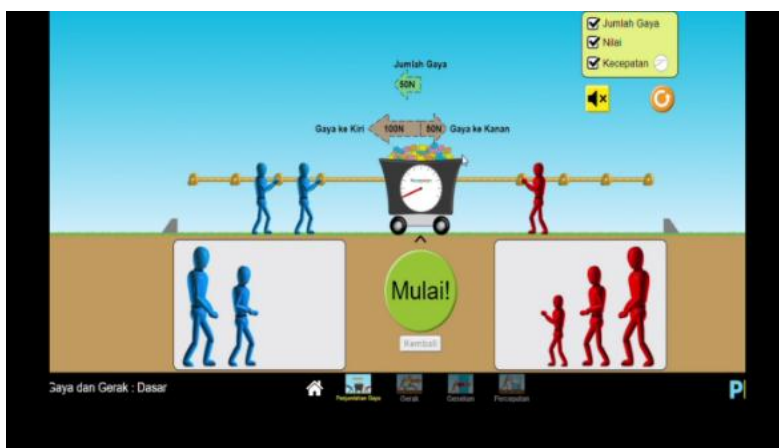 Jumlah Gaya
Nilai
Kecepatan
Jumlah Gaya
50N
Gaya ke Kiri 100N 50N Gaya ke Kanan
Kecepatan
Mulai!
Kembali
Gaya dan Gerak : Dasar
Penjumlahan Gaya
Gerak
Gesekan
Percepatan
P